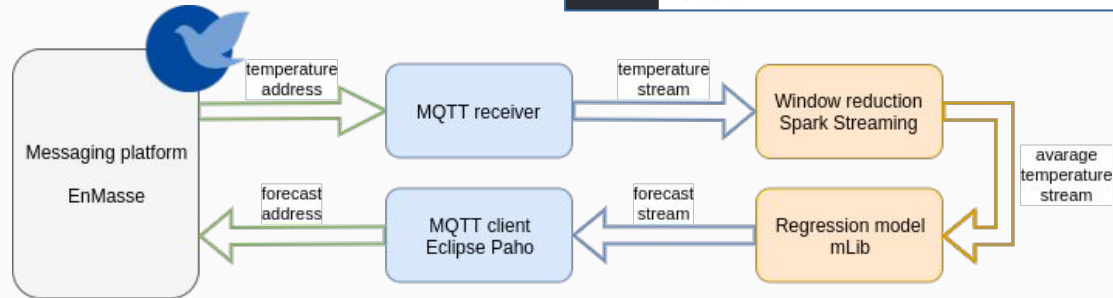 Messaging platform
EnMasse
temperature
address
MQTT receiver
temperature
stream
Window reduction
Spark Streaming
avarage
temperature
stream
Regression model
mLib
forecast
stream
MQTT client
Eclipse Paho
forecast
address